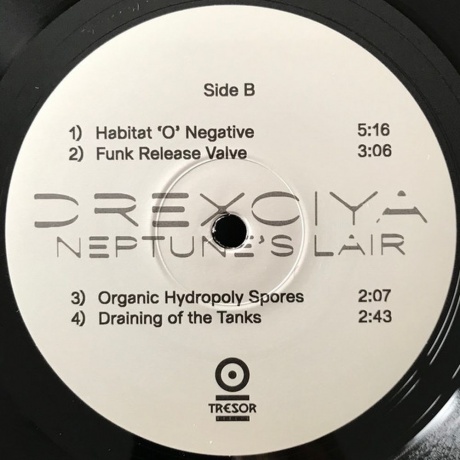 Side B
1) Habitat ‘O’ Negative 5:16
2) Funk Release Valve 3:06
DREXCIYA
NEPTUNE'S LAIR
3) Organic Hydropoly Spores 2:07
4) Draining of the Tanks 2:43
TRESOR